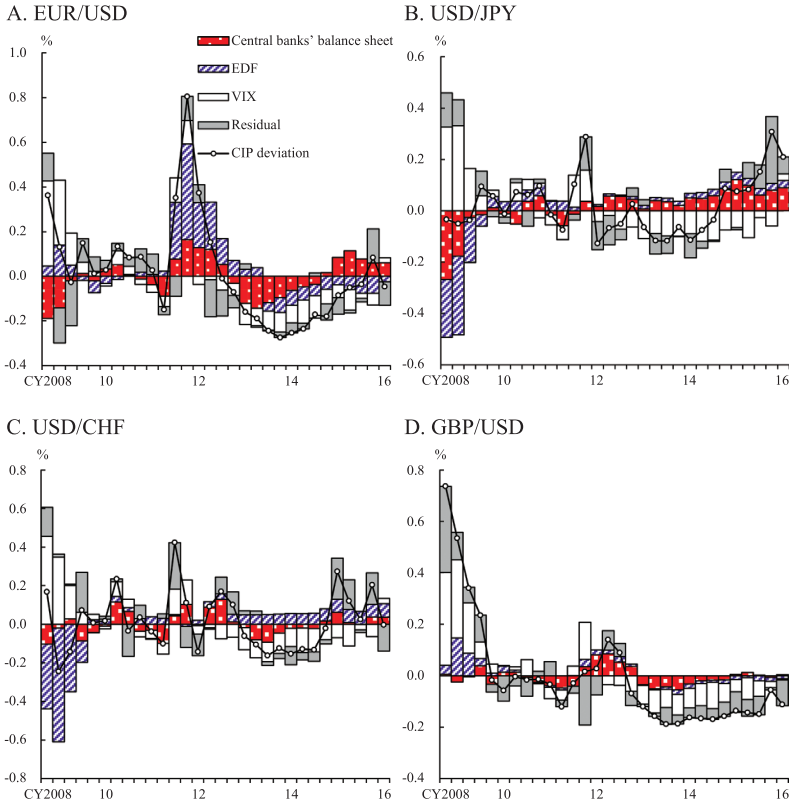 A. EUR/USD
%
1.0
0.8
0.6
0.4
0.2
0.0
-0.2
-0.4
CY2008 10 12 14 16
Central banks' balance sheet
EDF
VIX
Residual
CIP deviation
B. USD/JPY
%
0.6
0.4
0.2
0.0
-0.2
-0.4
-0.6
CY2008 10 12 14 16
C. USD/CHF
%
0.8
0.6
0.4
0.2
0.0
-0.2
-0.4
-0.6
-0.8
CY2008 10 12 14 16
D. GBP/USD
%
0.8
0.6
0.4
0.2
0.0
-0.2
-0.4
CY2008 10 12 14 16